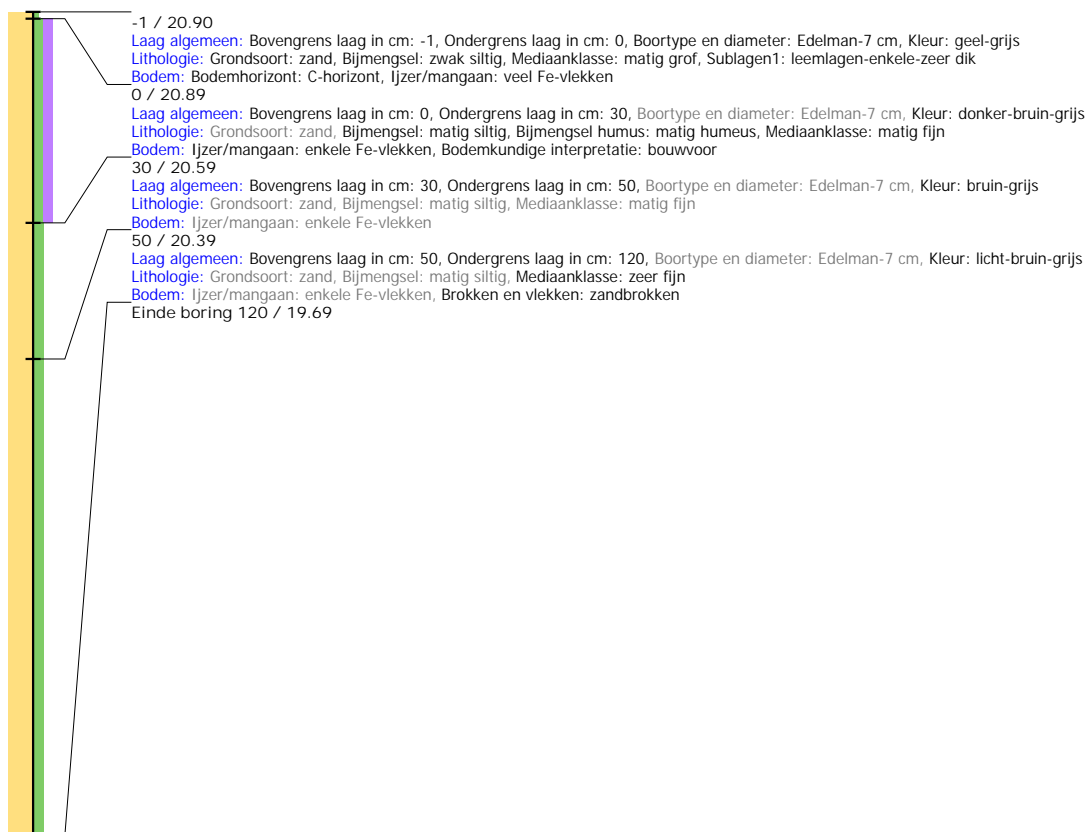 -1 / 20.90
Laag algemeen: Bovengrens laag in cm: -1, Ondergrens laag in cm: 0, Boortype en diameter: Edelman-7 cm, Kleur: geel-grijs
Lithologie: Grondsoort: zand, Bijmengsel: zwak siltig, Mediaanklasse: matig grof, Sublagen1: leemlagen-enkele-zeer dik
Bodem: Bodemhorizont: C-horizont, Ijzer/mangaan: veel Fe-vlekken
0 / 20.89
Laag algemeen: Bovengrens laag in cm: 0, Ondergrens laag in cm: 30, Boortype en diameter: Edelman-7 cm, Kleur: donker-bruin-grijs
Lithologie: Grondsoort: zand, Bijmengsel: matig siltig, Bijmengsel humus: matig humeus, Mediaanklasse: matig fijn
Bodem: Ijzer/mangaan: enkele Fe-vlekken, Bodemkundige interpretatie: bouwvoor
30 / 20.59
Laag algemeen: Bovengrens laag in cm: 30, Ondergrens laag in cm: 50, Boortype en diameter: Edelman-7 cm, Kleur: bruin-grijs
Lithologie: Grondsoort: zand, Bijmengsel: matig siltig, Mediaanklasse: matig fijn
Bodem: Ijzer/mangaan: enkele Fe-vlekken
50 / 20.39
Laag algemeen: Bovengrens laag in cm: 50, Ondergrens laag in cm: 120, Boortype en diameter: Edelman-7 cm, Kleur: licht-bruin-grijs
Lithologie: Grondsoort: zand, Bijmengsel: matig siltig, Mediaanklasse: zeer fijn
Bodem: Ijzer/mangaan: enkele Fe-vlekken, Brokken en vlekken: zandbrokken
Einde boring 120 / 19.69